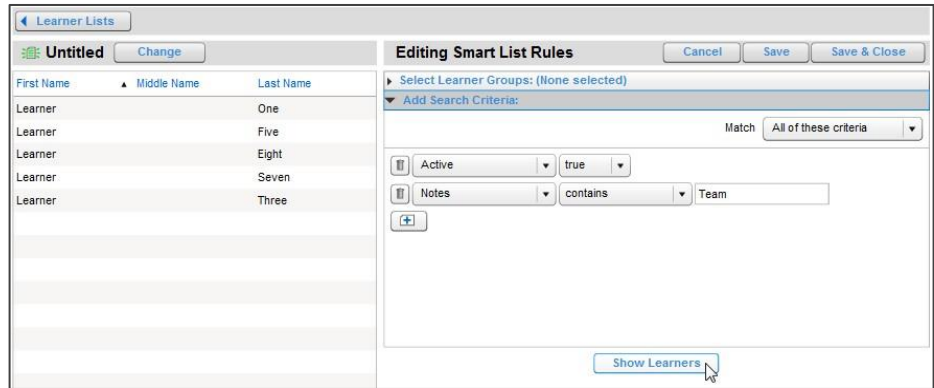 Learner Lists
Untitled Change
First Name Middle Name Last Name
Learner One
Learner Five
Learner Eight
Learner Seven
Learner Three
Editing Smart List Rules Cancel Save Save & Close
Select Learner Groups: (None selected)
Add Search Criteria:
Match All of these criteria
Active true
Notes contains Team
Show Learners